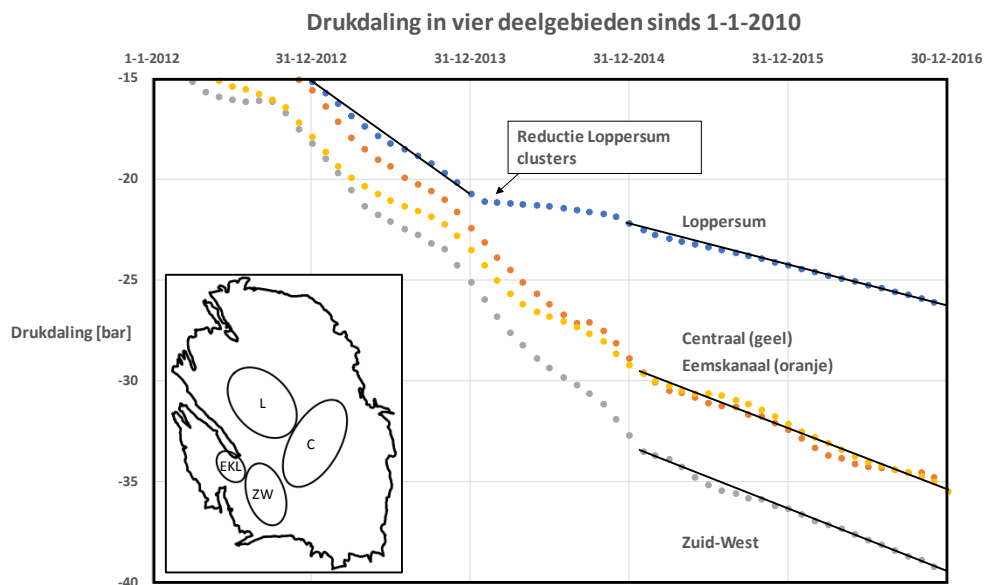 Drukdaling in vier deelgebieden sinds 1-1-2010
1-1-2012 31-12-2012 31-12-2013 31-12-2014 31-12-2015 30-12-2016
-15
Reductie Loppersum
clusters
-20
Loppersum
-25
Drukdaling [bar]
Centraal (geel)
Eemskanaal (oranje)
-30
L
C
EKL
ZW
-35
Zuid-West
-40